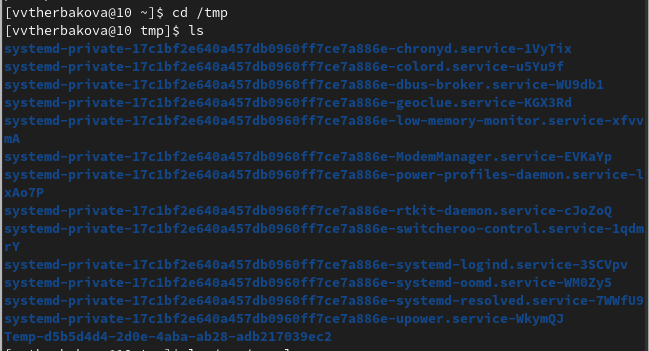 [vvtherbakova@10 ~]$ cd /tmp
[vvtherbakova@10 tmp]$ ls
systemd-private-17c1bf2e640a457db0960ff7ce7a886e-chronyd.service-1VyTix
systemd-private-17c1bf2e640a457db0960ff7ce7a886e-colord.service-u5Yu9f
systemd-private-17c1bf2e640a457db0960ff7ce7a886e-dbus-broker.service-WU9db1
systemd-private-17c1bf2e640a457db0960ff7ce7a886e-geoclue.service-KGX3Rd
systemd-private-17c1bf2e640a457db0960ff7ce7a886e-low-memory-monitor.service-xfvv
mA
systemd-private-17c1bf2e640a457db0960ff7ce7a886e-ModemManager.service-EVKaYp
systemd-private-17c1bf2e640a457db0960ff7ce7a886e-power-profiles-daemon.service-l
xAo7P
systemd-private-17c1bf2e640a457db0960ff7ce7a886e-rtkit-daemon.service-cJoZoQ
systemd-private-17c1bf2e640a457db0960ff7ce7a886e-switcheroo-control.service-1qdm
rY
systemd-private-17c1bf2e640a457db0960ff7ce7a886e-systemd-logind.service-3SCVpv
systemd-private-17c1bf2e640a457db0960ff7ce7a886e-systemd-oomd.service-WM0Zy5
systemd-private-17c1bf2e640a457db0960ff7ce7a886e-systemd-resolved.service-7WWfU9
systemd-private-17c1bf2e640a457db0960ff7ce7a886e-upower.service-WkymQJ
Temp-d5b5d4d4-2d0e-4aba-ab28-adb217039ec2